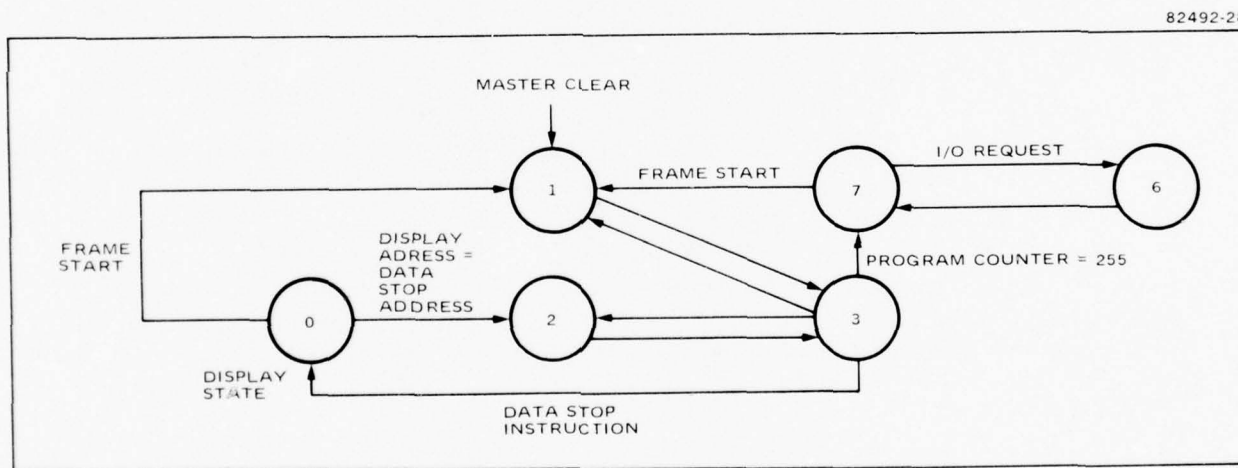 82492-28
MASTER CLEAR
I/O REQUEST
1
FRAME START
7
6
FRAME
START
DISPLAY
ADRESS =
DATA
STOP
ADDRESS
PROGRAM COUNTER = 255
0
2
3
DISPLAY
STATE
DATA STOP
INSTRUCTION